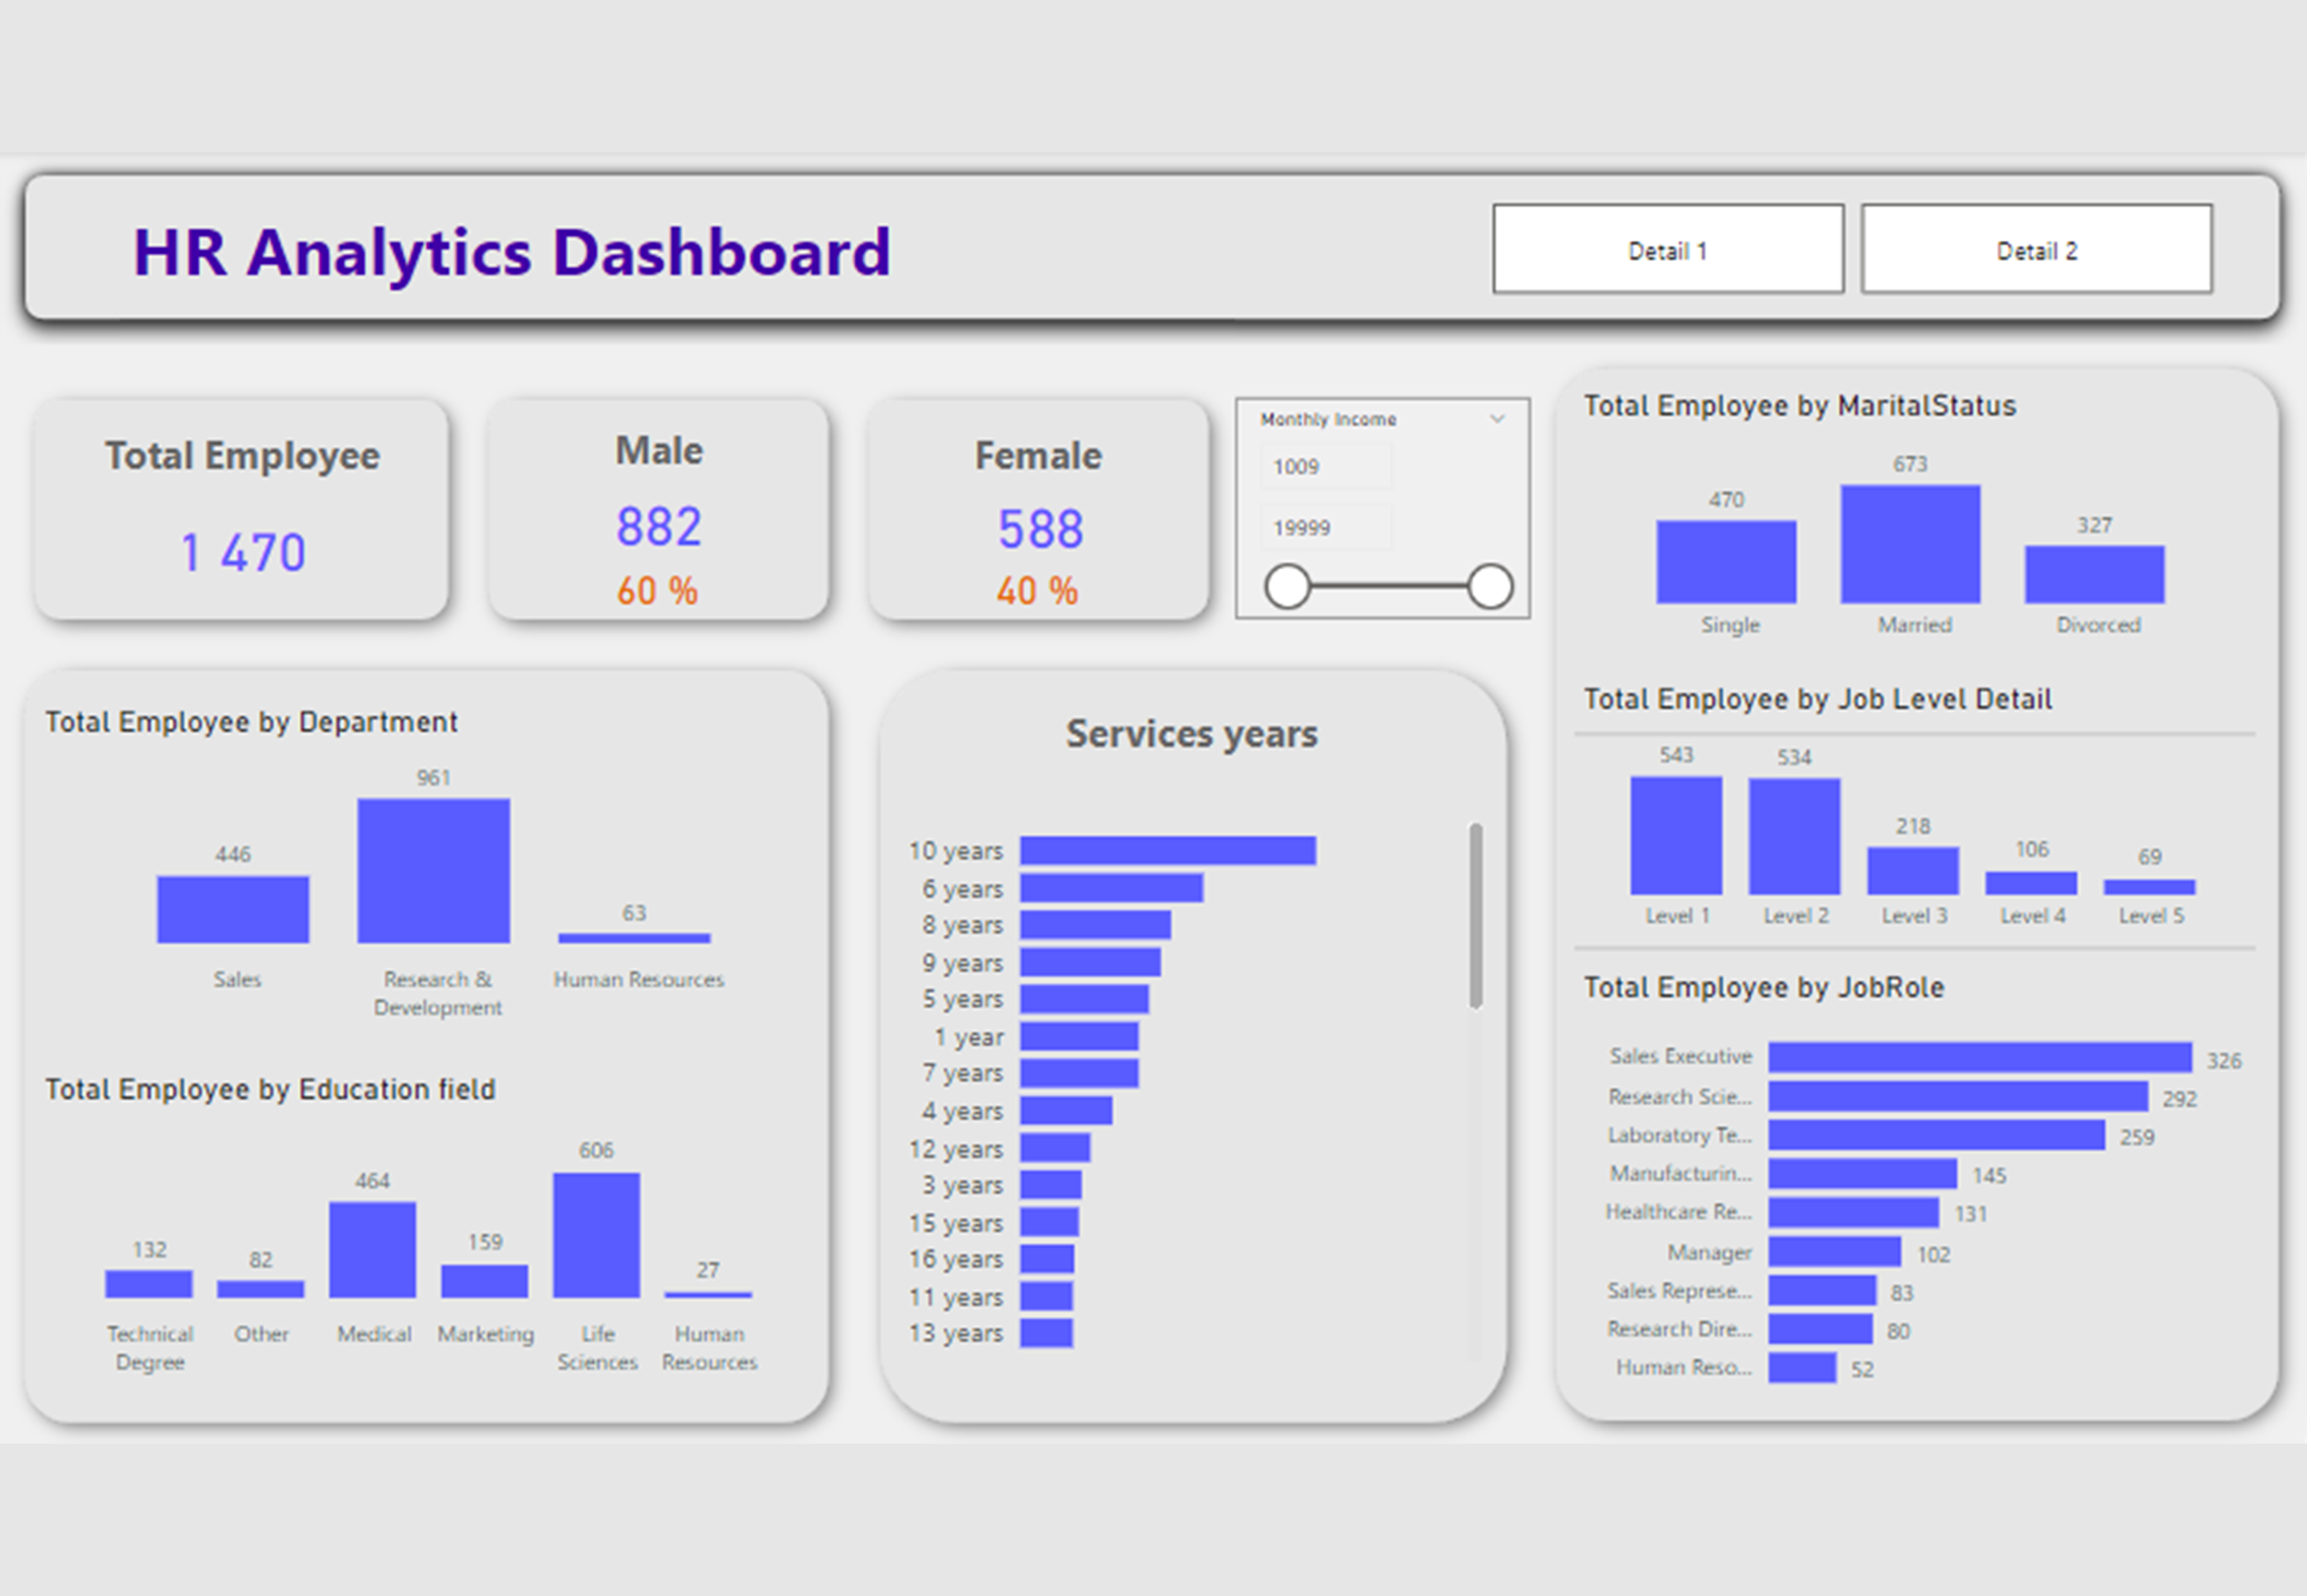 HR Analytics Dashboard
Detail 1
Detail 2
Total Employee
1 470
Male
882
60 %
Female
588
40 %
Monthly Income
1009
19999
Total Employee by MaritalStatus
673
470
327
Single Married Divorced
Total Employee by Department
961
446
63
Sales Research & Human Resources
Development
Total Employee by Education field
606
464
159
132
82
27
Technical Other Medical Marketing Life Human
Degree Sciences Resources
Services years
10 years
6 years
8 years
9 years
5 years
1 year
7 years
4 years
12 years
3 years
15 years
16 years
11 years
13 years
Total Employee by Job Level Detail
543 534
218
106
69
Level 1 Level 2 Level 3 Level 4 Level 5
Total Employee by JobRole
Sales Executive 326
Research Scie... 292
Laboratory Te... 259
Manufacturin... 145
Healthcare Re... 131
Manager 102
Sales Represe... 83
Research Dire... 80
Human Reso... 52